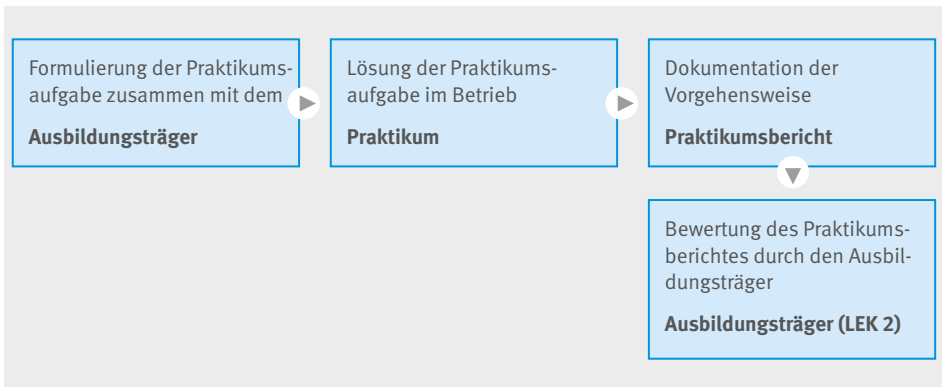 Formulierung der Praktikums-
aufgabe zusammen mit dem
Ausbildungsträger
Lösung der Praktikums-
aufgabe im Betrieb
Praktikum
Dokumentation der
Vorgehensweise
Praktikumsbericht
Bewertung des Praktikums-
berichtes durch den Ausbil-
dungsträger
Ausbildungsträger (LEK 2)